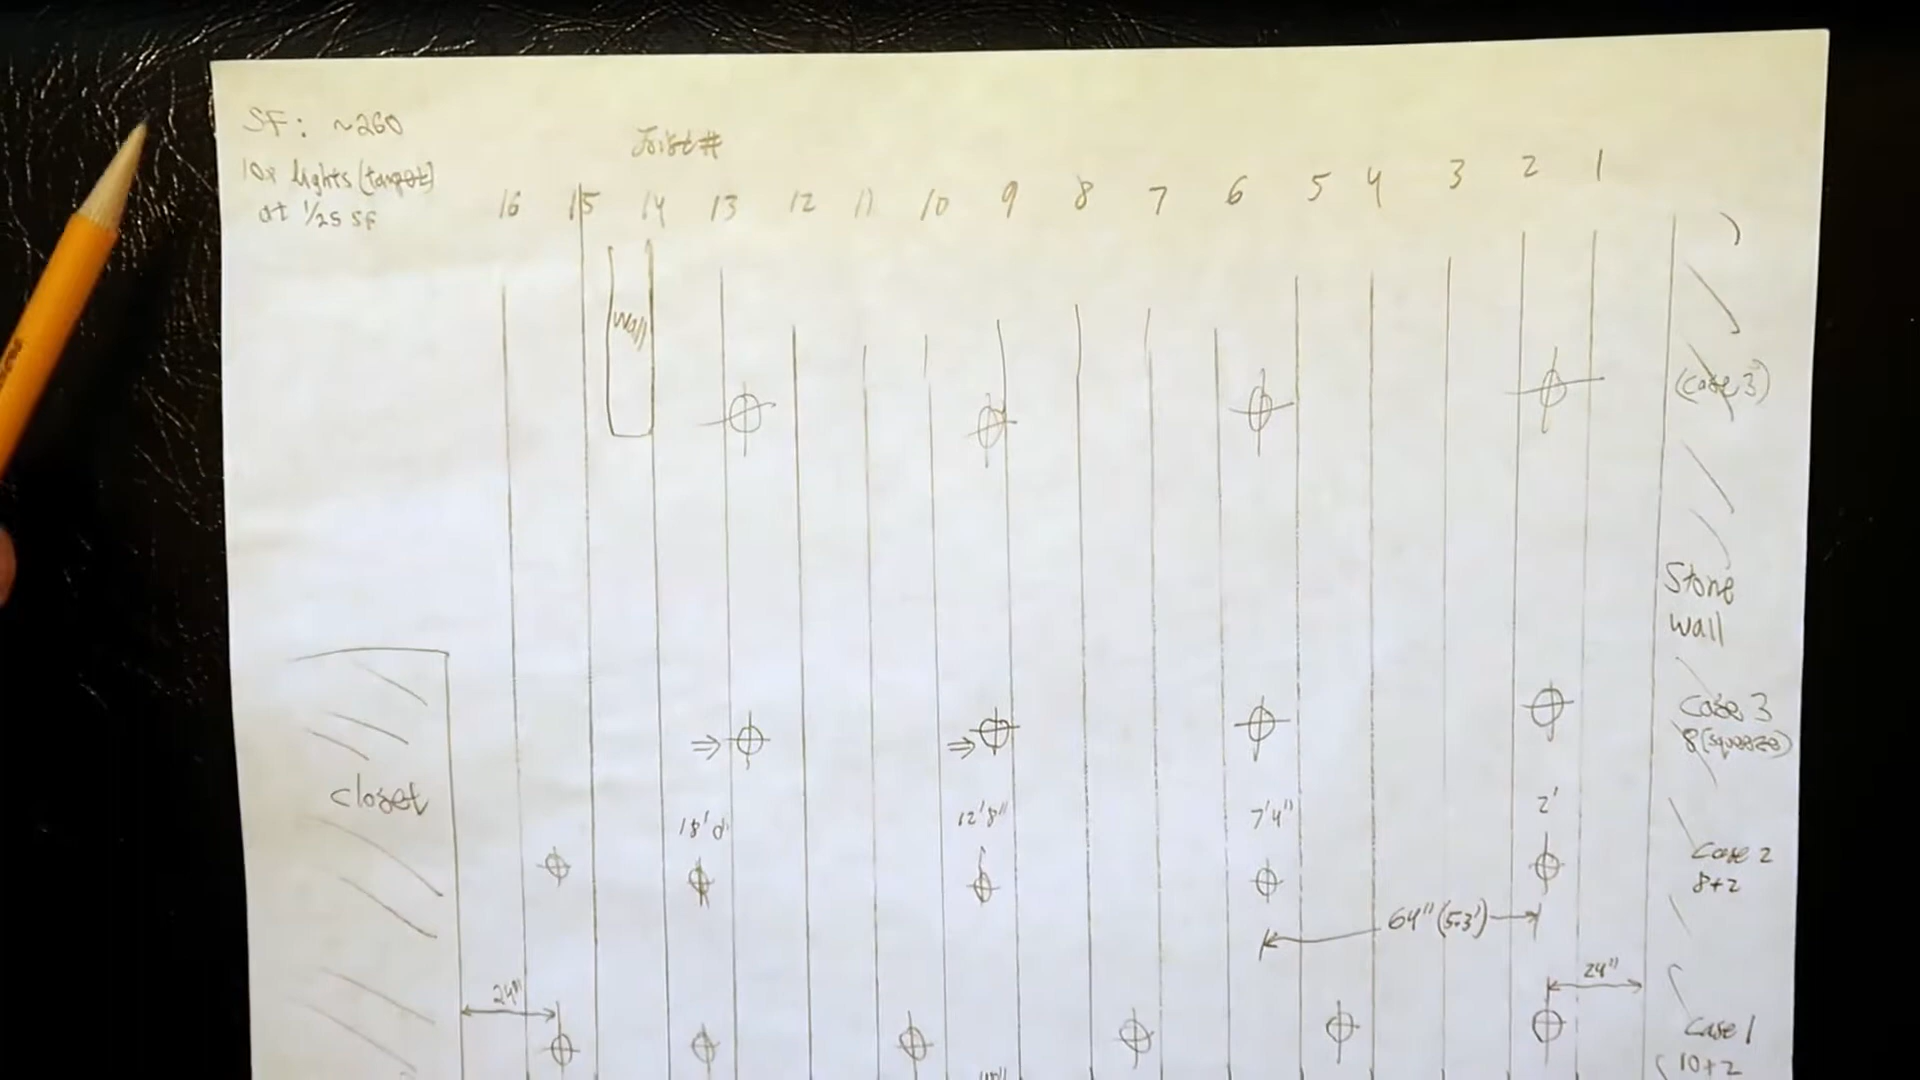 SF: ~260
10x lights (target)
at 1/25 SF
Joist #
16 15 14 13 12 11 10 9 8 7 6 5 4 3 2 1
wall
(case 3)
Stone
wall
Case 3
8 (squeeze)
closet
18' 0"
12' 8"
7'4"
2'
Case 2
8+2
64" (5.3')
24"
24"
Case 1
10+2